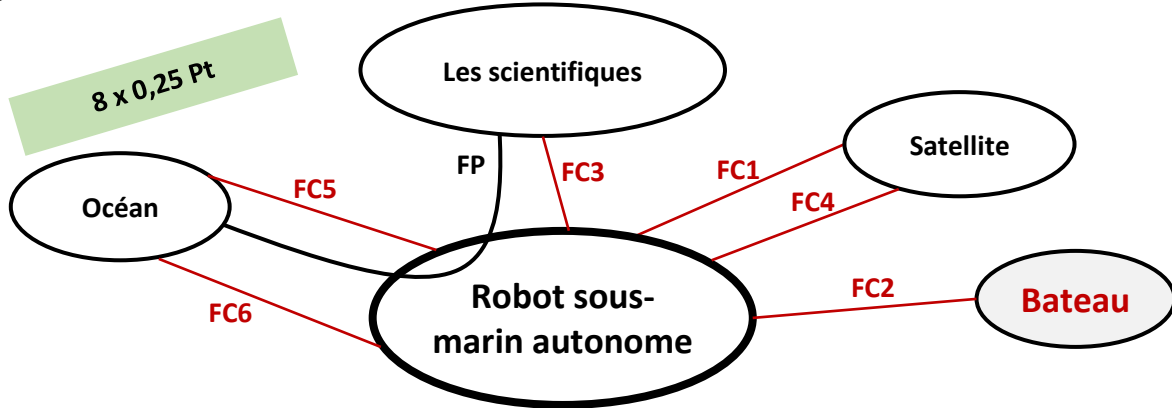 8 x 0,25 Pt
Les scientifiques
Satellite
FP
FC3
FC1
FC5
FC4
Océan
FC6
FC2
Bateau
Robot sous-
marin autonome